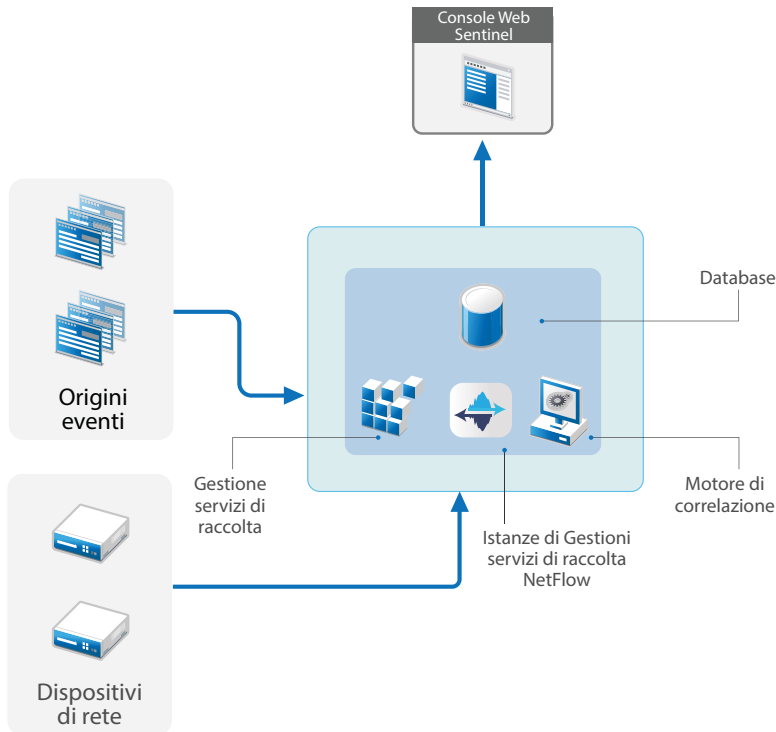 Console Web
Sentinel
Database
Origini
eventi
Gestione
servizi di
raccolta
Istanze di Gestioni
servizi di raccolta
NetFlow
Motore di
correlazione
Dispositivi
di rete